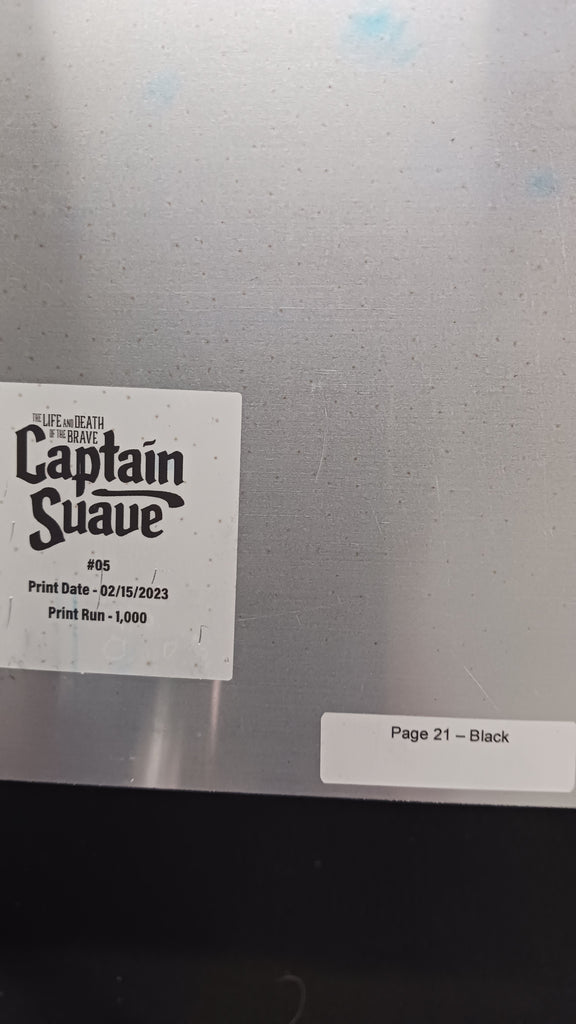 THE LIFE AND DEATH
OF THE BRAVE
Captain
Suave
#05
Print Date - 02/15/2023
Print Run - 1,000
Page 21 – Black